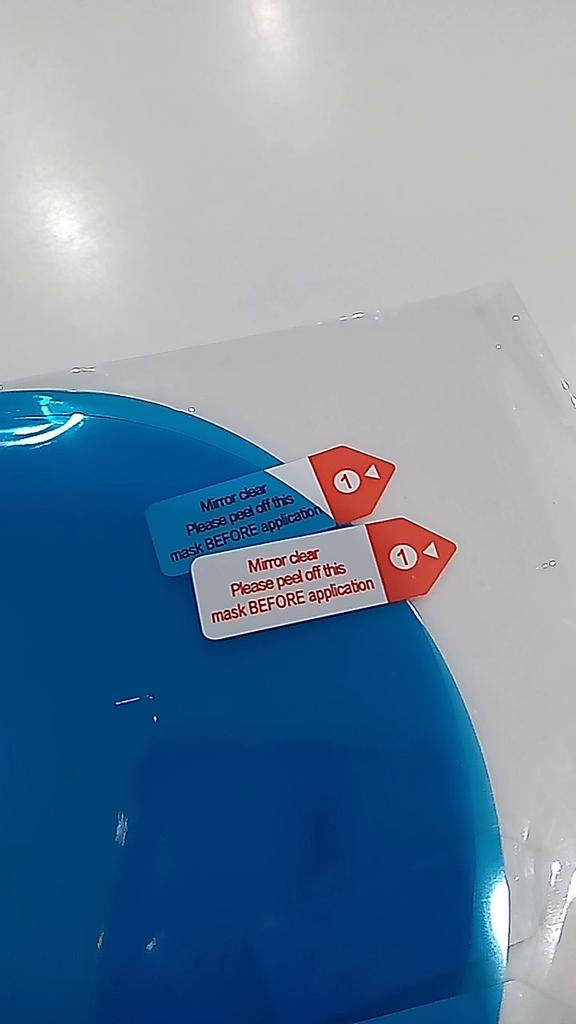 Mirror clear
Please peel off this
mask BEFORE application
1
Mirror clear
Please peel off this
mask BEFORE application
1